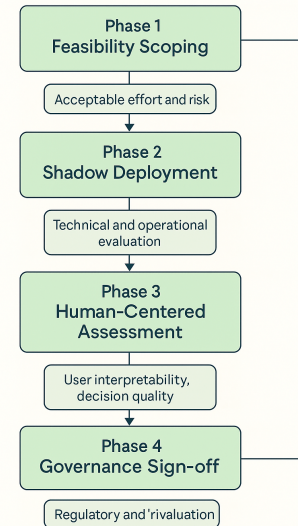 Phase 1
Feasibility Scoping
Acceptable effort and risk
Phase 2
Shadow Deployment
Technical and operational
evaluation
Phase 3
Human-Centered
Assessment
User interpretability,
decision quality
Phase 4
Governance Sign-off
Regulatory and 'rivaluation